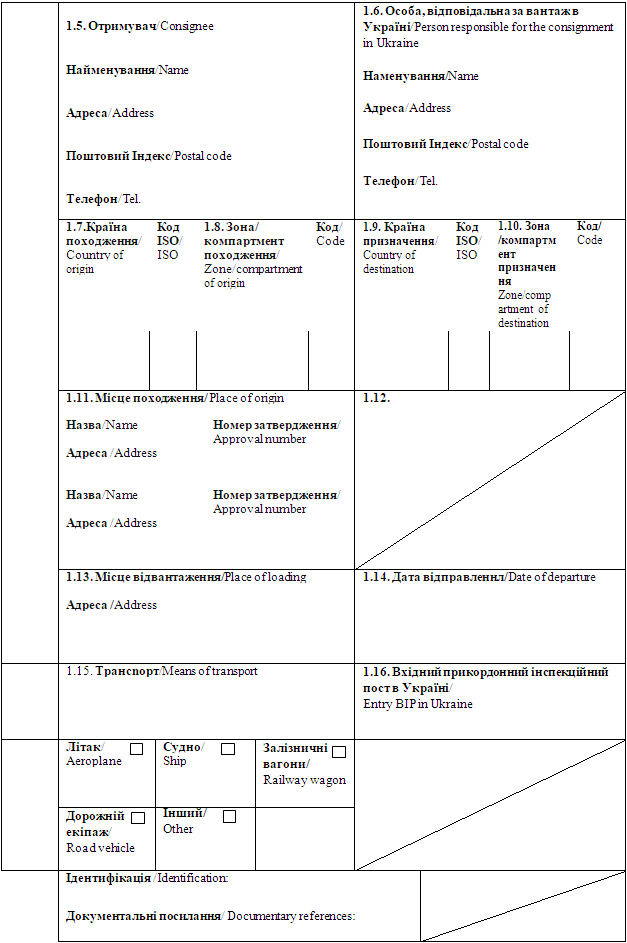 1.5. Отримувач/Consignee
Найменування/Name
Адреса/Address
Поштовий Індекс/Postal code
Телефон/Tel.
1.6. Особа, відповідальна за вантаж в
Україні/Person responsible for the consignment
in Ukraine
Наменування/Name
Адреса/Address
Поштовий Індекс/Postal code
Телефон/Tel.
1.7.Країна
походження/
Country of
origin
Код
ISO/
ISO
1.8. Зона/
компартмент
походження/
Zone/compartment
of origin
Код/
Code
1.9. Країна
призначення/
Country of
destination
Код
ISO/
ISO
1.10. Зона
/компартм
ент
призначен
ня
Zone/comp
artment of
destination
Код/
Code
1.11. Місце походження/Place of origin
Назва/Name
Номер затвердження/
Approval number
Адреса /Address
Назва/Name
Номер затвердження/
Approval number
Адреса /Address
1.12.
1.13. Місце відвантаження/Place of loading
Адреса /Address
1.14. Дата відправленнл/Date of departure
1.15. Транспорт/Means of transport
1.16. Вхідний прикордонний інспекційний
пост в Україні/
Entry BIP in Ukraine
Літак/
Aeroplane
Судно/
Ship
Залізничні
вагони/
Railway wagon
Дорожній
екіпаж/
Road vehicle
Інший/
Other
Ідентифікація /Identification:
Документальні посилання/ Documentary references: